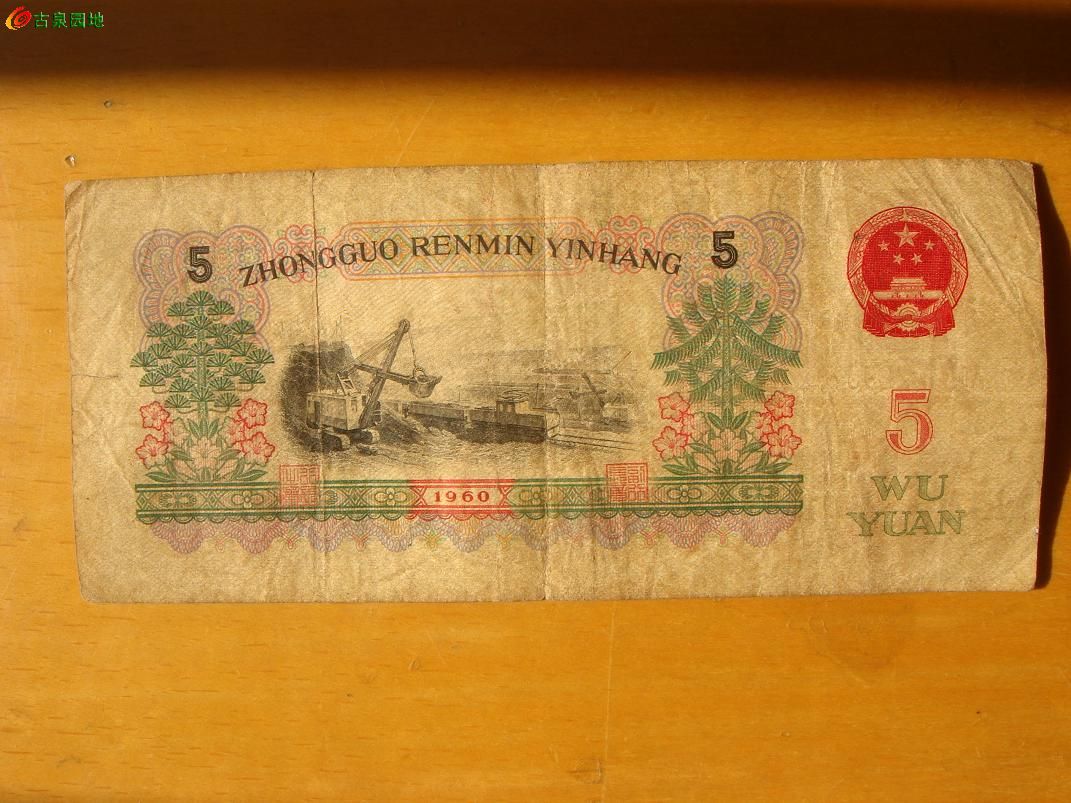 古泉园地
5 ZHONGGUO RENMIN YINHANG 5
5
1960
WU
YUAN